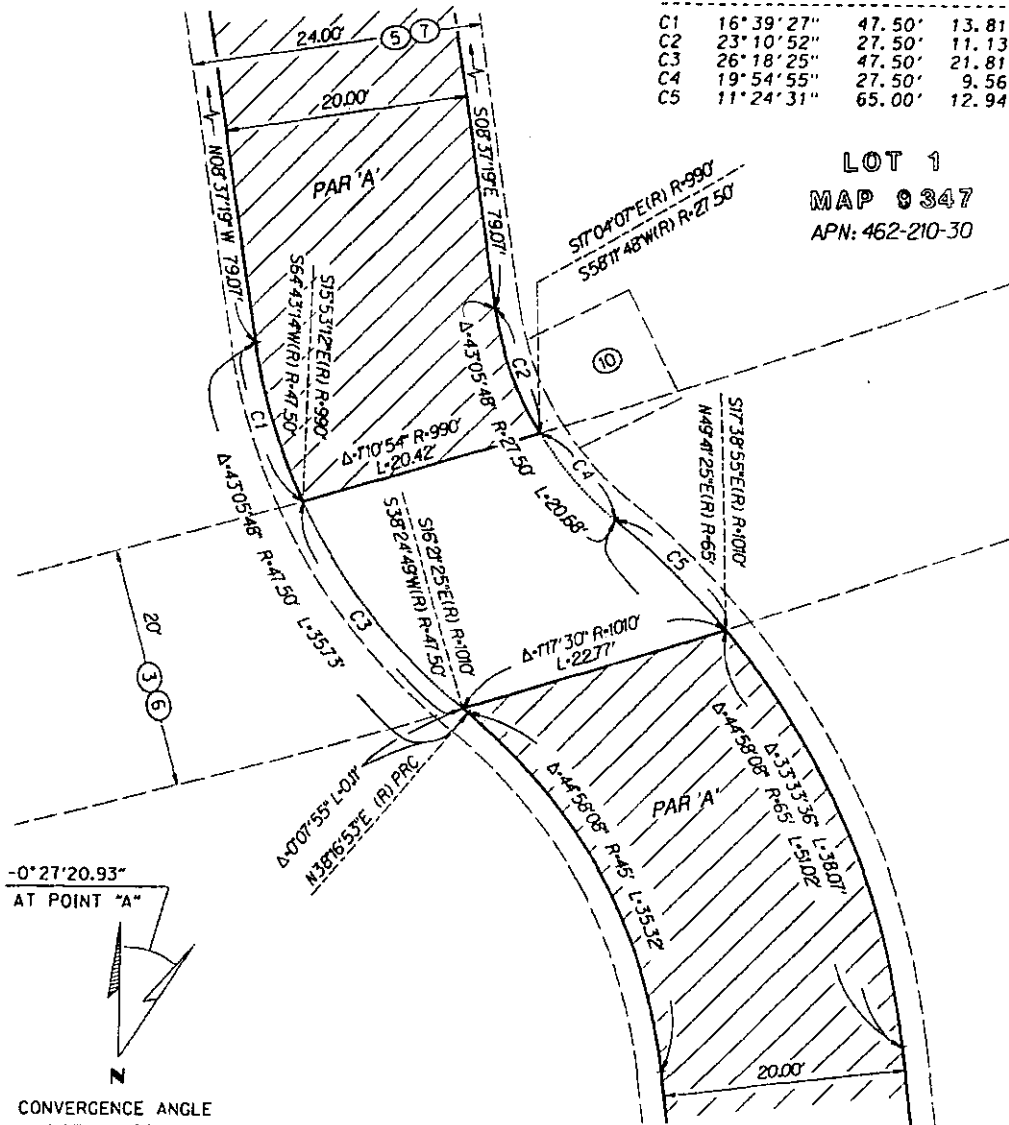 C1 16°39'27" 47.50' 13.81
C2 23°10'52" 27.50' 11.13
C3 26°18'25" 47.50' 21.81
C4 19°54'55" 27.50' 9.56
C5 11°24'31" 65.00' 12.94
24.00' 5 7
20.00'
N08°37'19"W 79.07'
S08°37'19"E 79.07'
PAR 'A'
LOT 1
MAP 9347
APN: 462-210-30
S17°04'07"E(R) R=990'
S58°11'48"W(R) R=27.50'
S15°53'12"E(R) R=990'
S64°43'14"W(R) R=47.50'
10
C1
C2
Δ=43°05'48" R=27.50' L=20.68'
Δ=1°10'54" R=990'
L=20.42'
C4
C5
S17°38'55"E(R) R=1010'
N49°41'25"E(R) R=65'
Δ=43°05'48" R=47.50' L=35.73'
C3
S16°21'25"E(R) R=1010'
S38°24'49"W(R) R=47.50'
20'
3 6
Δ=1°17'30" R=1010'
L=22.77'
Δ=0°07'55" L=0.11'
N38°16'53"E (R) PRC
Δ=44°58'08" R=45' L=35.32'
PAR 'A'
Δ=33°33'36" L=38.07'
Δ=44°58'08" R=65' L=51.02'
20.00'
-0°27'20.93"
AT POINT "A"
N
CONVERGENCE ANGLE